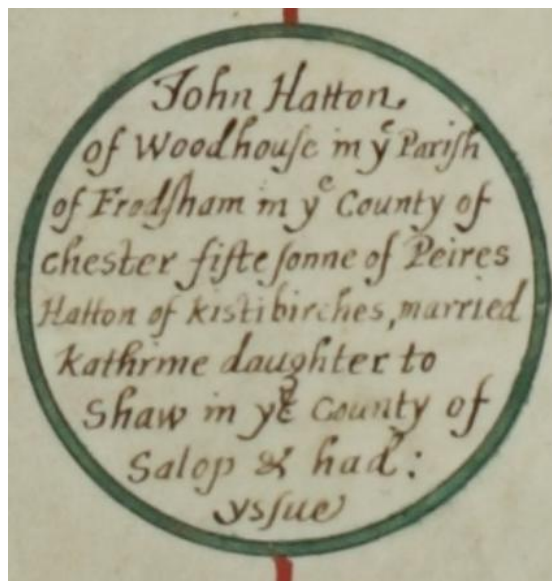 John Hatton.
of Woodhouse in yᵉ Parish
of Frodsham in yᵉ County of
chester fifte sonne of Peires
Hatton of kistibirches, married
kathrine daughter to
Shaw in yᵉ County of
Salop & had:
yssue